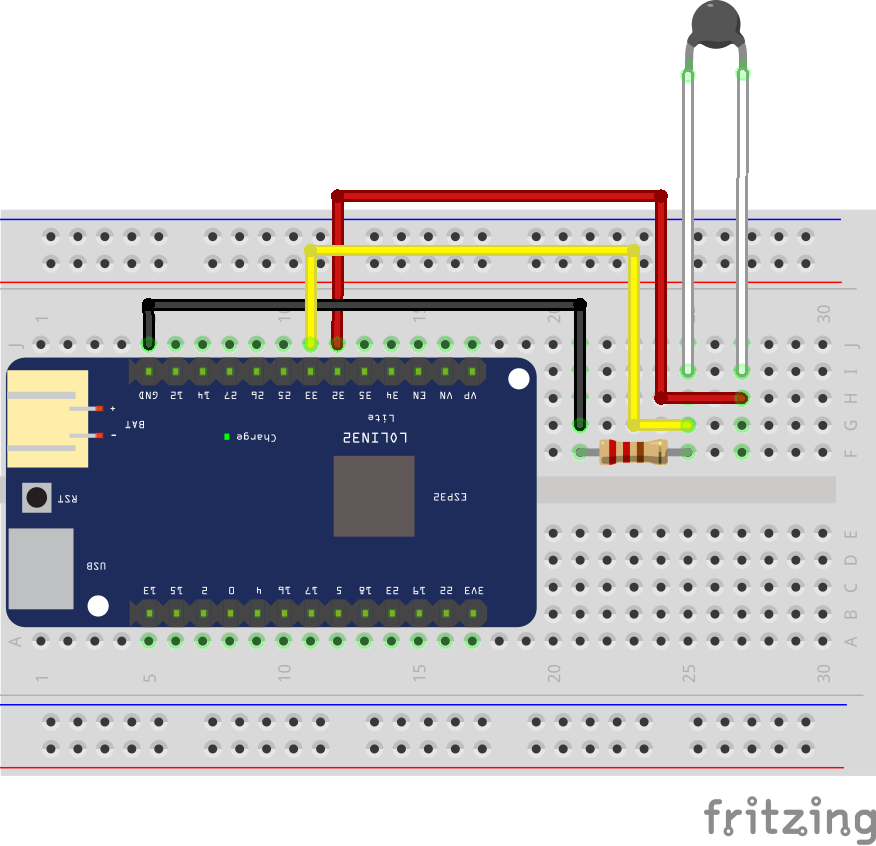 1 10 15 20 25 30
J J
I
H
G
F
GND 12 14 27 26 25 33 32 35 34 EN VN VP
+
BAT
-
Lite
Charge
LOLIN32
RST
ESP32
USB
13 15 2 0 4 16 17 5 18 23 19 22 3V3
E
D
C
B
A A
1 5 10 15 20 25 30
fritzing